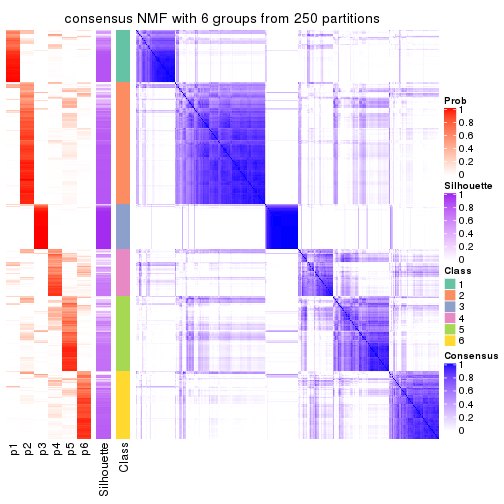 consensus NMF with 6 groups from 250 partitions
Prob
1
0.8
0.6
0.4
0.2
0
Silhouette
1
0.8
0.6
0.4
0.2
0
Class
1
2
3
4
5
6
Consensus
1
0.8
0.6
0.4
0.2
0
p1
p2
p3
p4
p5
p6
Silhouette
Class